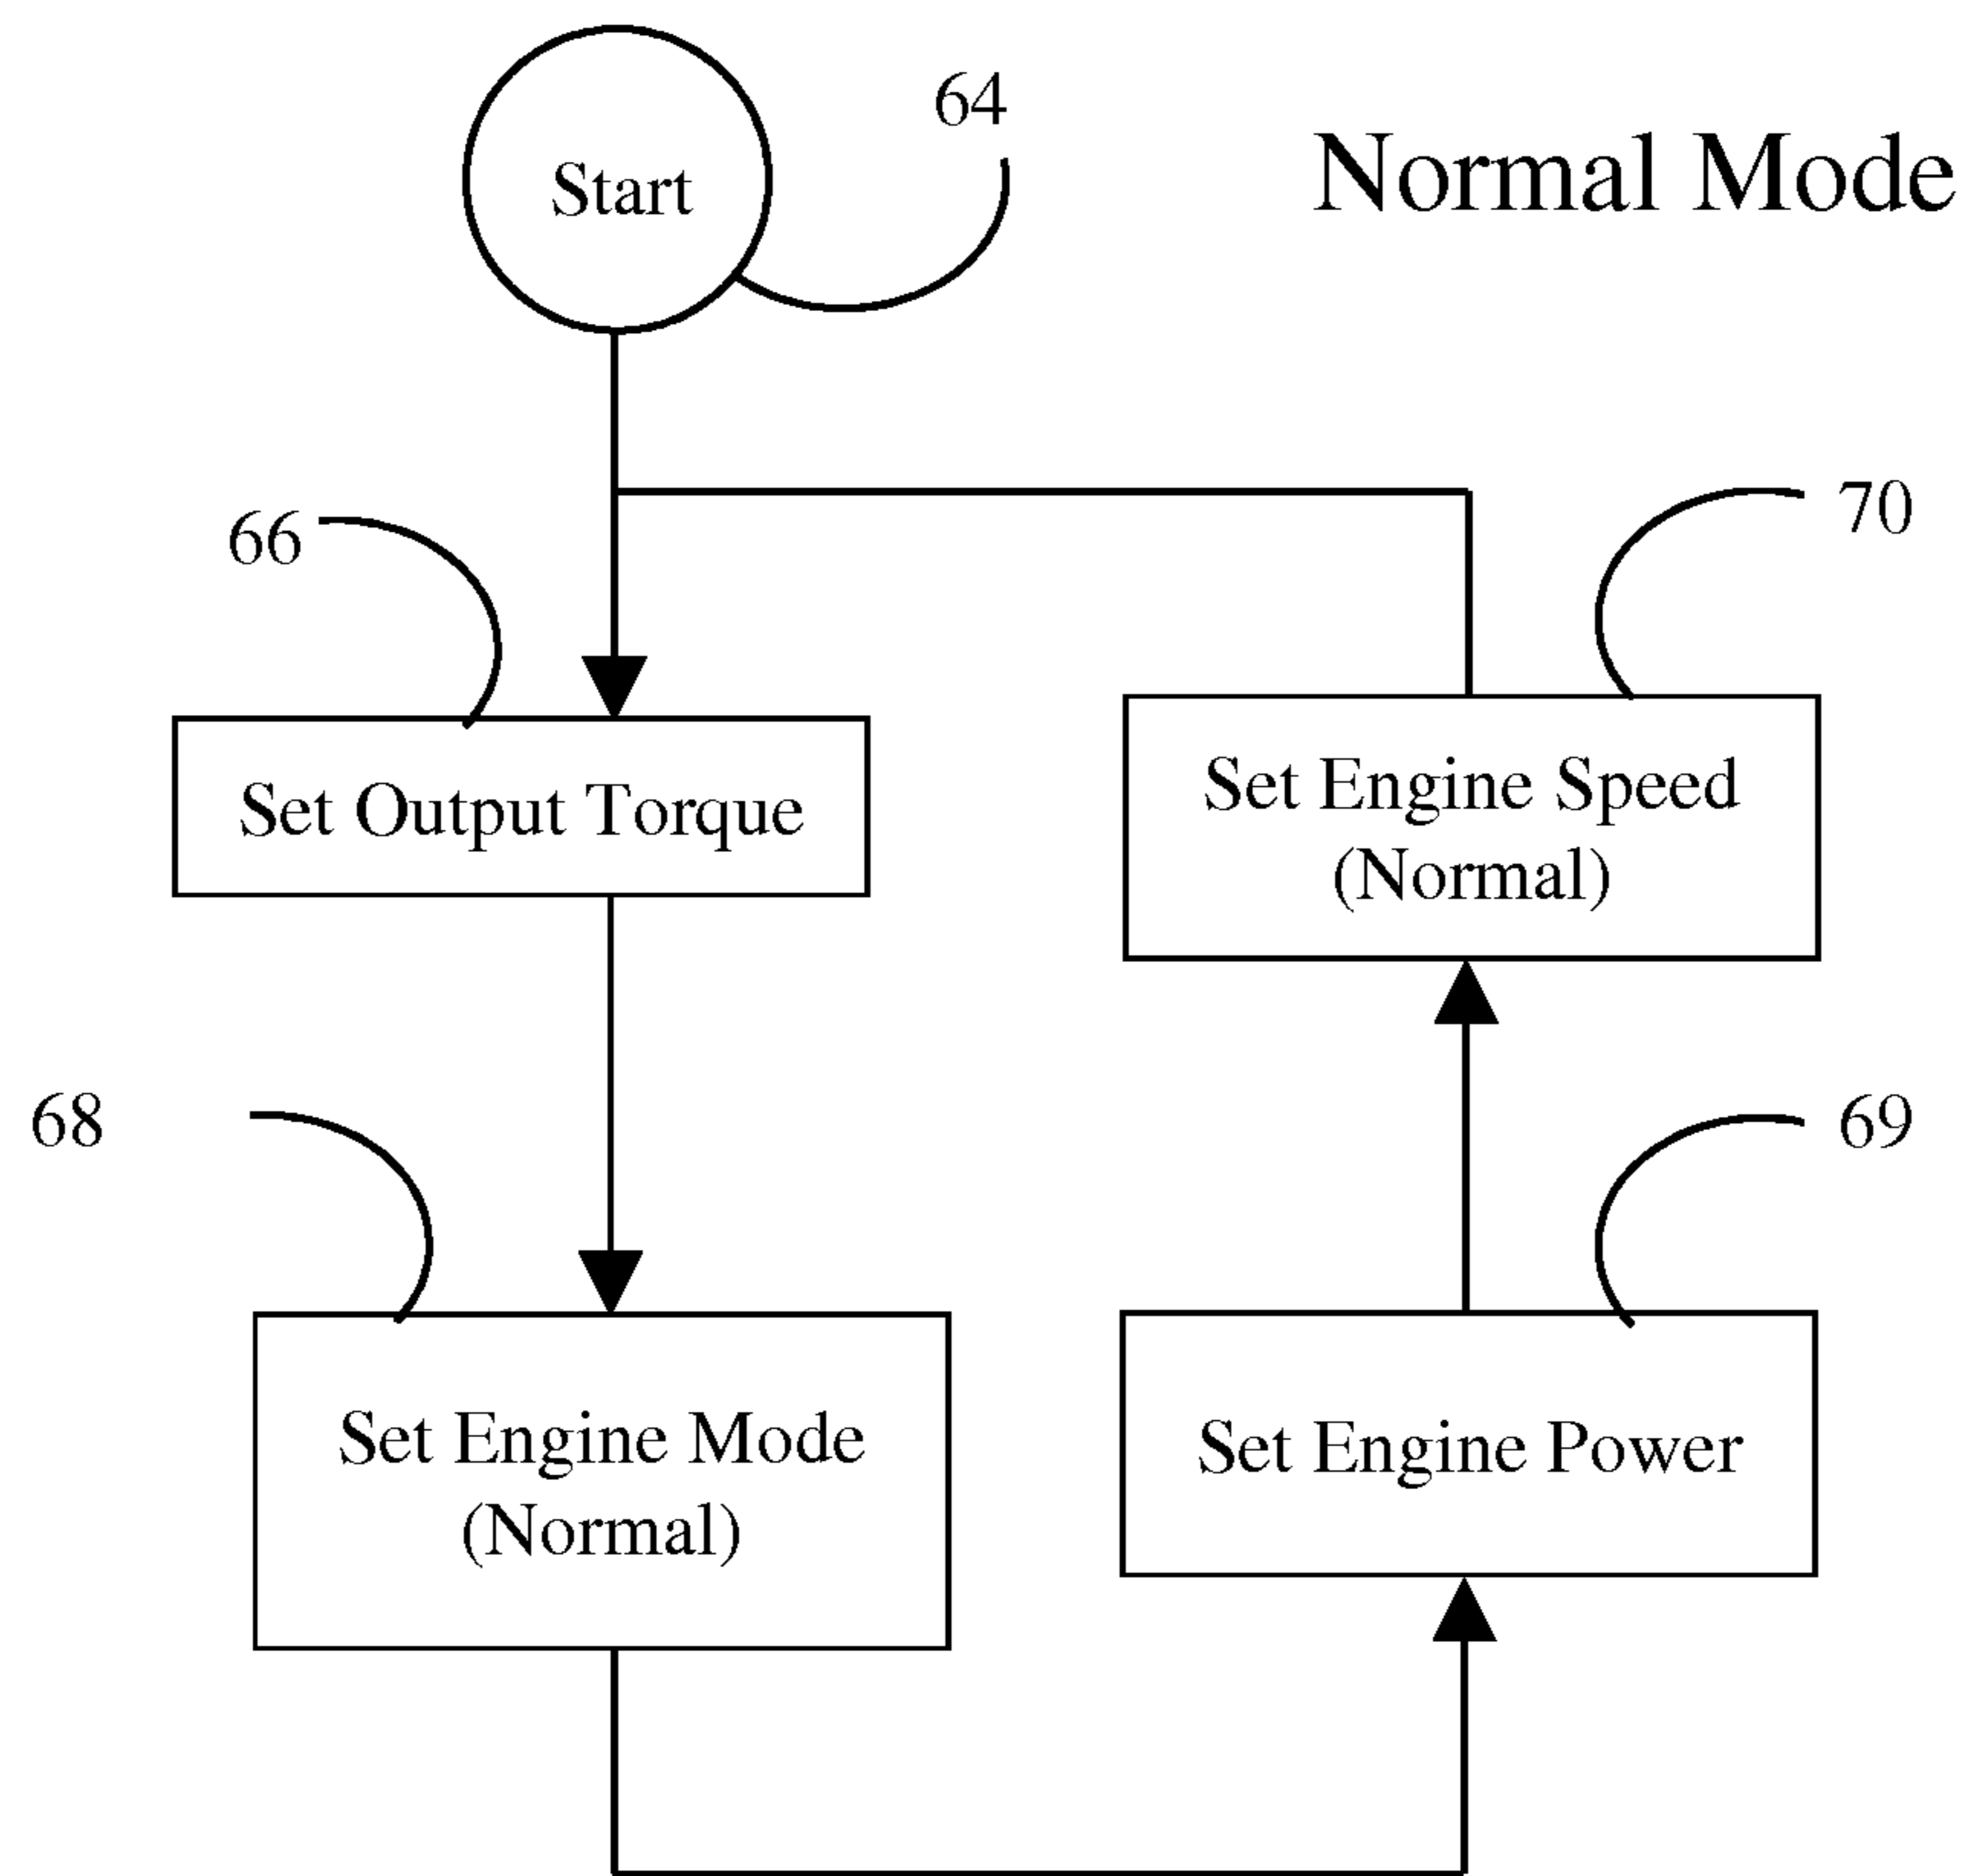 64
Start
Normal Mode
66
70
Set Output Torque
Set Engine Speed
(Normal)
68
69
Set Engine Mode
(Normal)
Set Engine Power